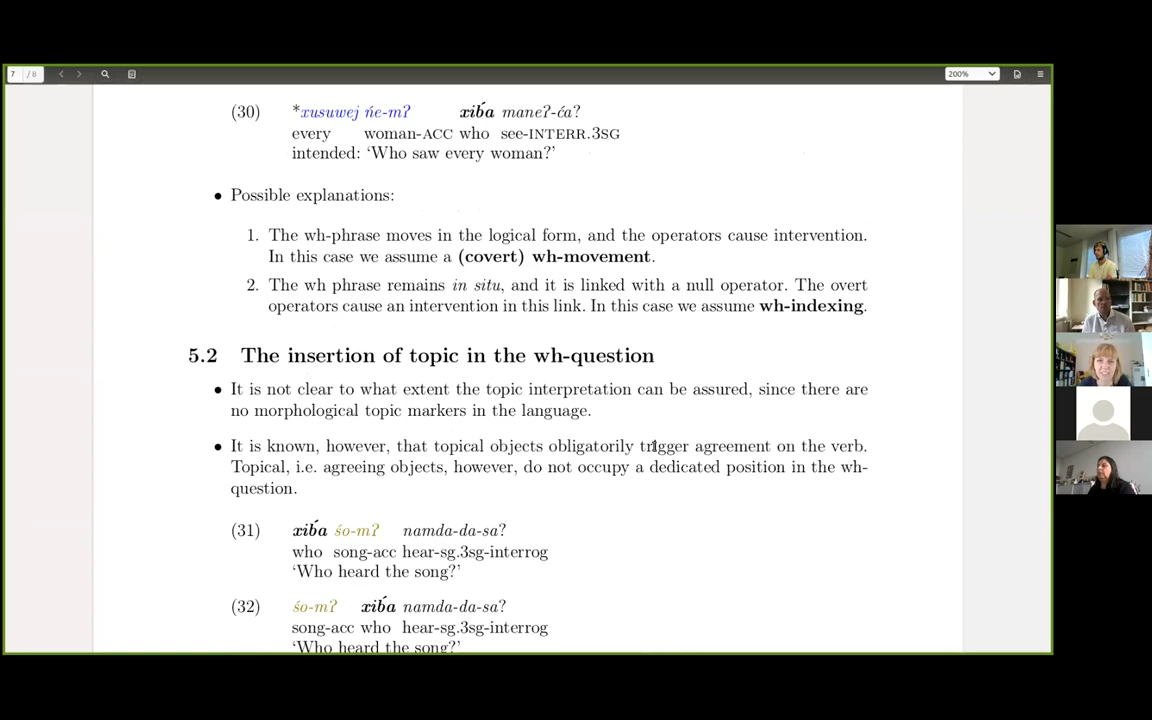 7 / 8
200%
(30) *xusuwej ńe-mʔ xib́a maneʔ-ća?
every woman-ACC who see-INTERR.3SG
intended: ‘Who saw every woman?’
• Possible explanations:
1. The wh-phrase moves in the logical form, and the operators cause intervention.
In this case we assume a (covert) wh-movement.
2. The wh phrase remains in situ, and it is linked with a null operator. The overt
operators cause an intervention in this link. In this case we assume wh-indexing.
5.2 The insertion of topic in the wh-question
• It is not clear to what extent the topic interpretation can be assured, since there are
no morphological topic markers in the language.
• It is known, however, that topical objects obligatorily trigger agreement on the verb.
Topical, i.e. agreeing objects, however, do not occupy a dedicated position in the wh-
question.
(31) xib́a śo-mʔ namda-da-sa?
who song-acc hear-sg.3sg-interrog
‘Who heard the song?’
(32) śo-mʔ xib́a namda-da-sa?
song-acc who hear-sg.3sg-interrog
‘Who heard the song?’